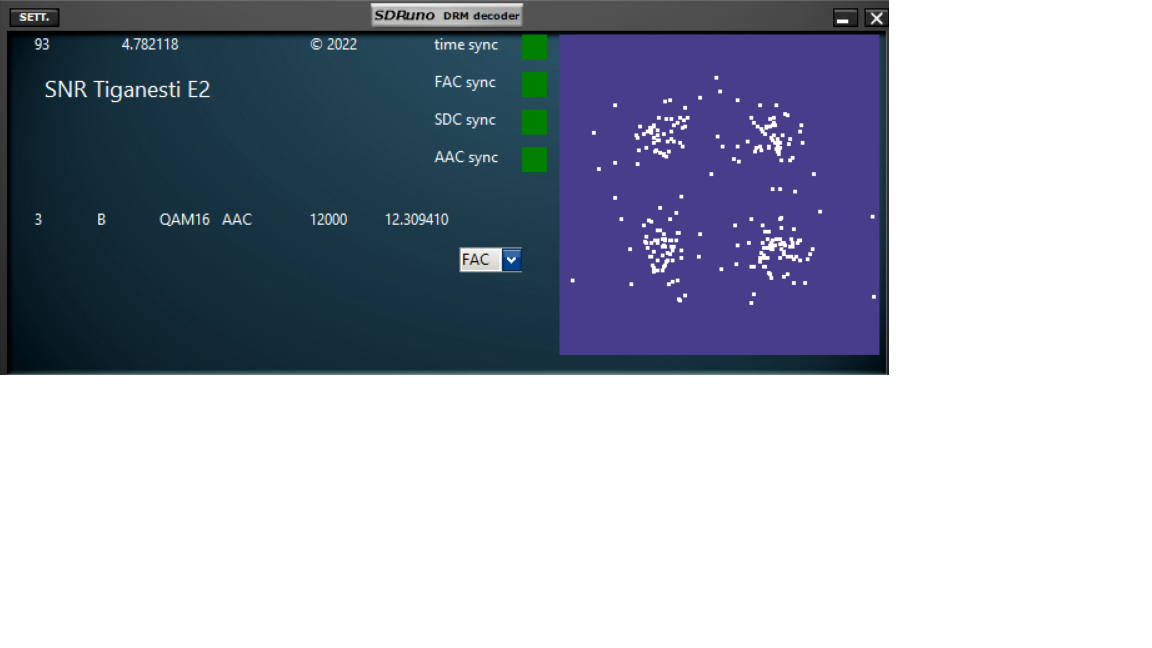 SETT. SDRuno DRM decoder
93 4.782118 © 2022 time sync
SNR Tiganesti E2 FAC sync
SDC sync
AAC sync
3 B QAM16 AAC 12000 12.309410
FAC